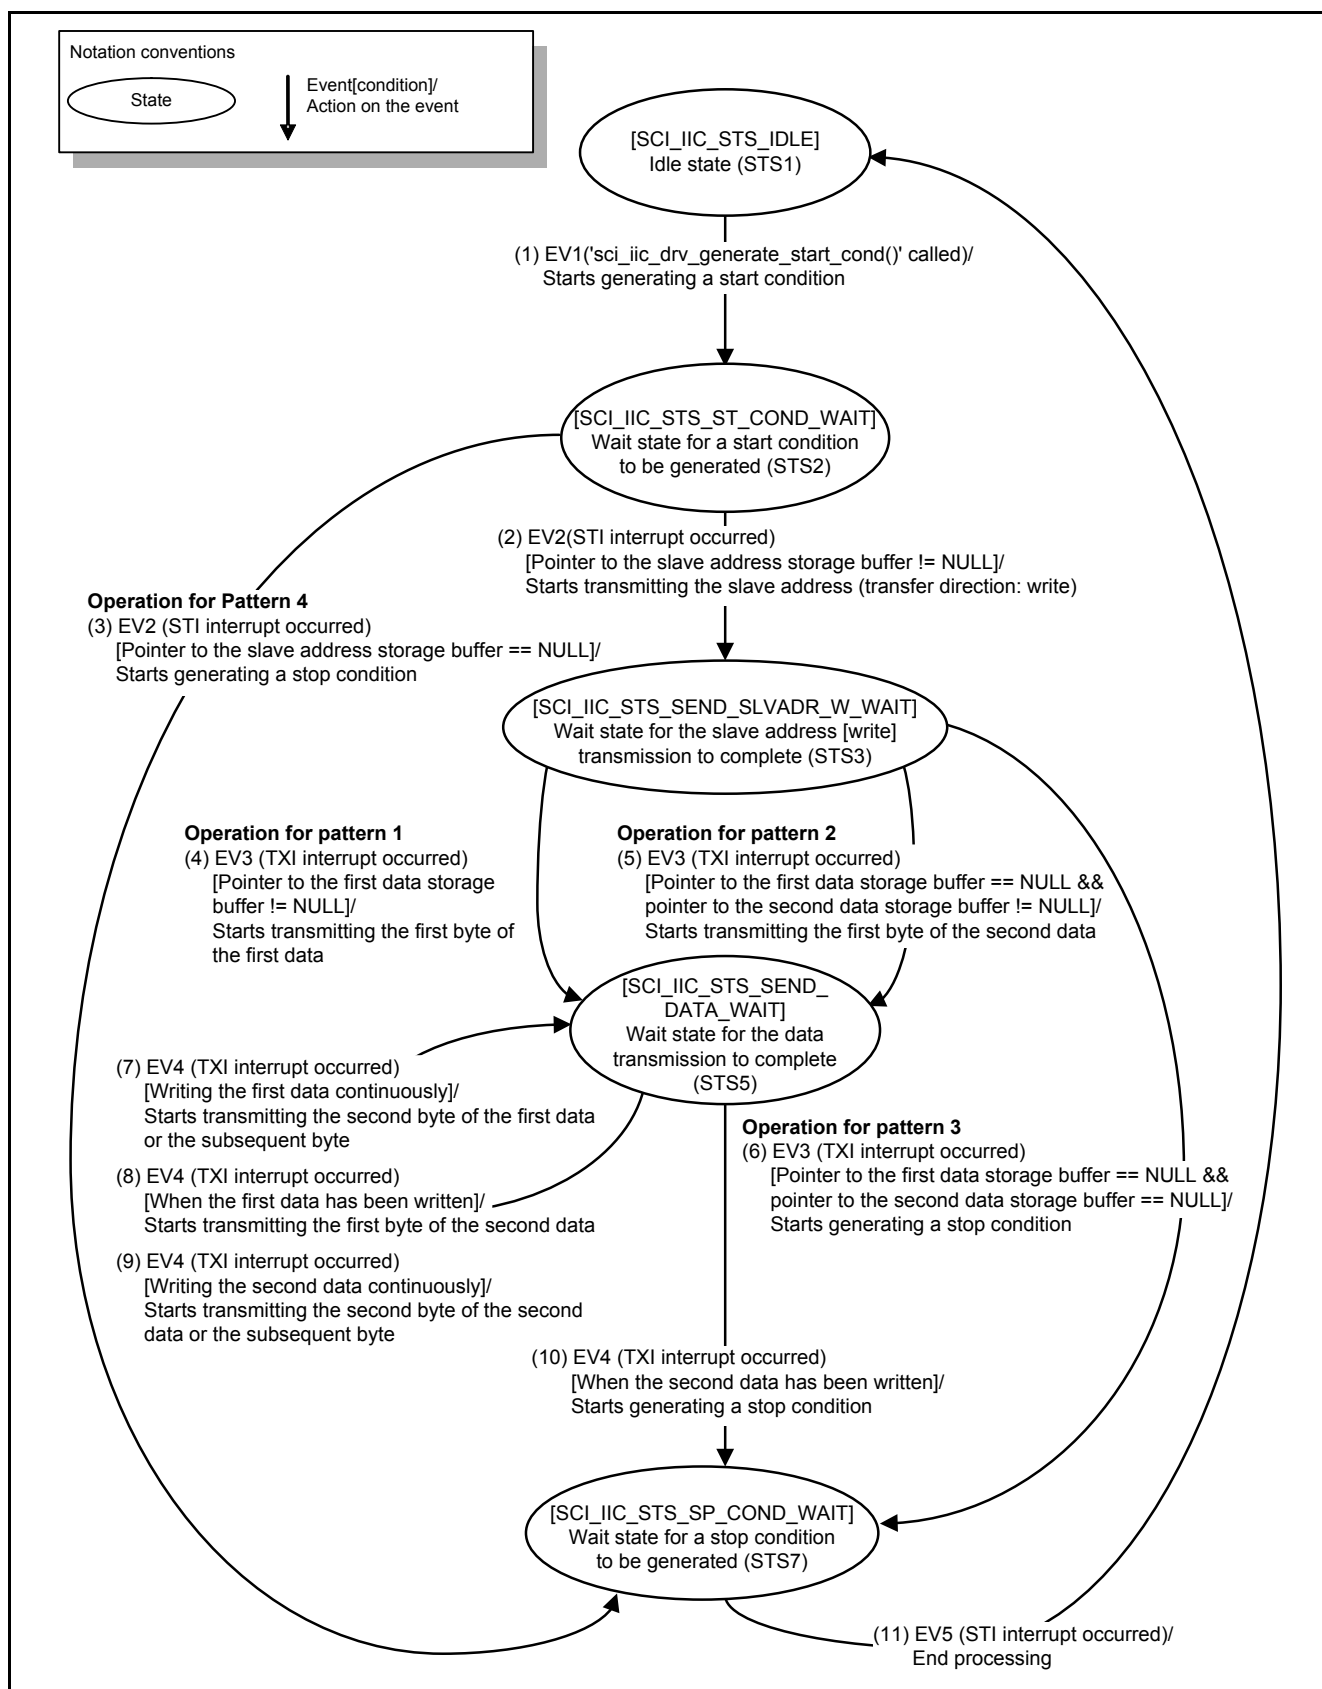 Notation conventions
State
Event[condition]/
Action on the event
[SCI_IIC_STS_IDLE]
Idle state (STS1)
(1) EV1('sci_iic_drv_generate_start_cond()' called)/
Starts generating a start condition
[SCI_IIC_STS_ST_COND_WAIT]
Wait state for a start condition
to be generated (STS2)
(2) EV2(STI interrupt occurred)
[Pointer to the slave address storage buffer != NULL]/
Starts transmitting the slave address (transfer direction: write)
Operation for Pattern 4
(3) EV2 (STI interrupt occurred)
[Pointer to the slave address storage buffer == NULL]/
Starts generating a stop condition
[SCI_IIC_STS_SEND_SLVADR_W_WAIT]
Wait state for the slave address [write]
transmission to complete (STS3)
Operation for pattern 1
(4) EV3 (TXI interrupt occurred)
[Pointer to the first data storage
buffer != NULL]/
Starts transmitting the first byte of
the first data
Operation for pattern 2
(5) EV3 (TXI interrupt occurred)
[Pointer to the first data storage buffer == NULL &&
pointer to the second data storage buffer != NULL]/
Starts transmitting the first byte of the second data
[SCI_IIC_STS_SEND_
DATA_WAIT]
Wait state for the data
transmission to complete
(STS5)
(7) EV4 (TXI interrupt occurred)
[Writing the first data continuously]/
Starts transmitting the second byte of the first data
or the subsequent byte
(8) EV4 (TXI interrupt occurred)
[When the first data has been written]/
Starts transmitting the first byte of the second data
(9) EV4 (TXI interrupt occurred)
[Writing the second data continuously]/
Starts transmitting the second byte of the second
data or the subsequent byte
Operation for pattern 3
(6) EV3 (TXI interrupt occurred)
[Pointer to the first data storage buffer == NULL &&
pointer to the second data storage buffer == NULL]/
Starts generating a stop condition
(10) EV4 (TXI interrupt occurred)
[When the second data has been written]/
Starts generating a stop condition
[SCI_IIC_STS_SP_COND_WAIT]
Wait state for a stop condition
to be generated (STS7)
(11) EV5 (STI interrupt occurred)/
End processing